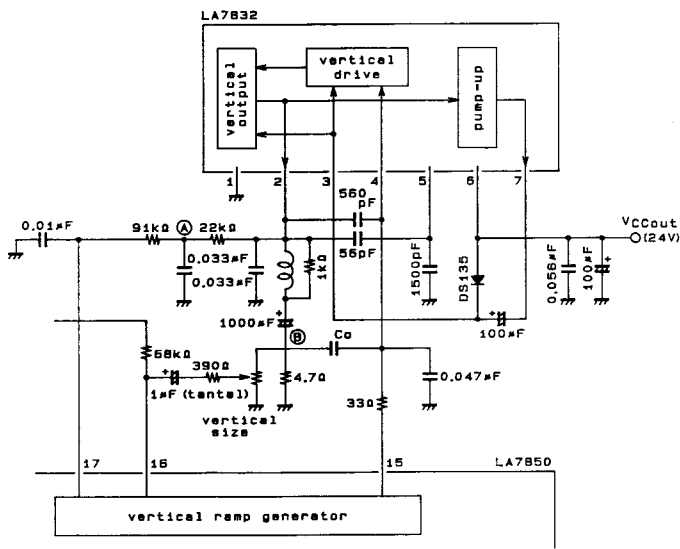 LA7832
vertical
output
vertical
drive
pump-up
1
2
3
4
5
6
7
560
pF
0.01μF
91kΩ
A
22kΩ
56pF
VCCout
(24V)
0.033μF
0.033μF
1kΩ
1500pF
DS135
0.056μF
100μF
+
1000μF
+
B
+
100μF
Ca
68kΩ
390Ω
+
1μF (tantal)
4.7Ω
0.047μF
vertical
size
33Ω
17
16
15
LA7850
vertical ramp generator